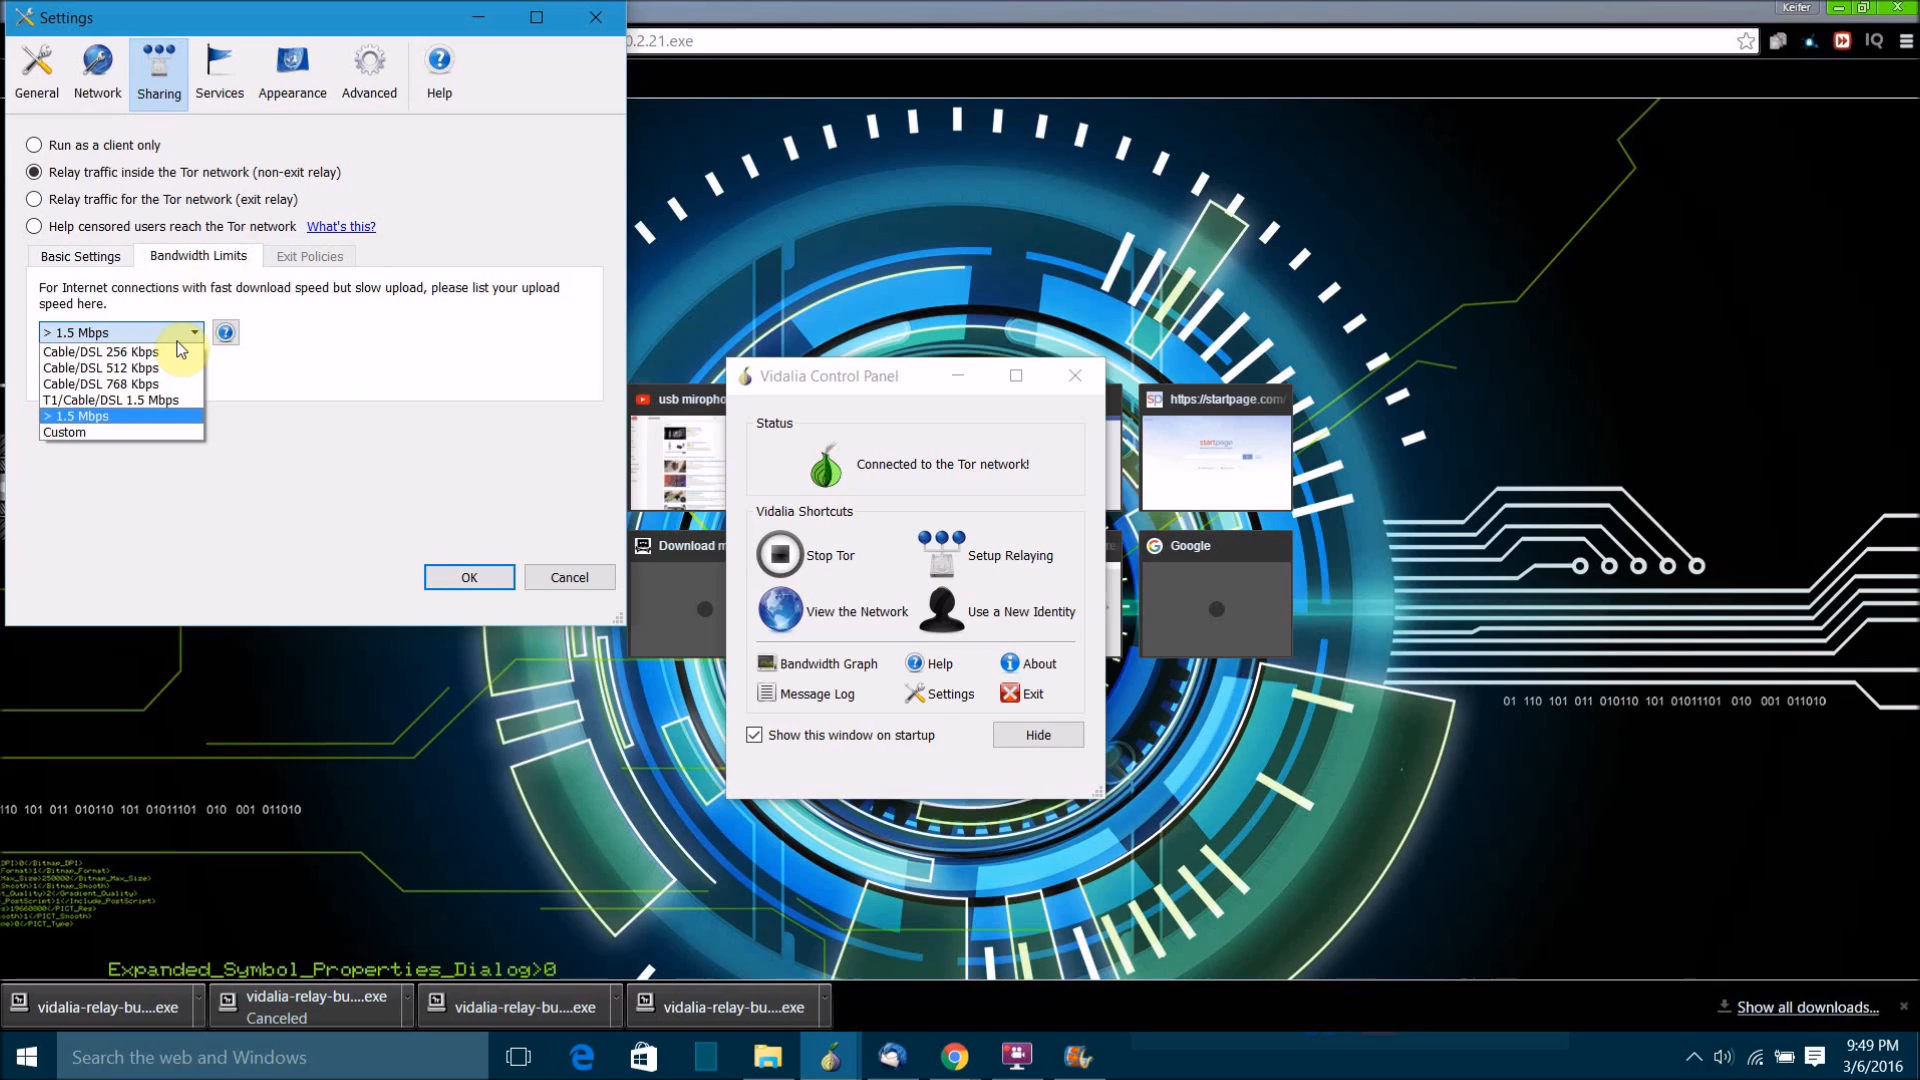 Settings
Keifer
0.2.21.exe
IQ
General
Network
Sharing
Services
Appearance
Advanced
Help
Run as a client only
Relay traffic inside the Tor network (non-exit relay)
Relay traffic for the Tor network (exit relay)
Help censored users reach the Tor network What's this?
Basic Settings
Bandwidth Limits
Exit Policies
For Internet connections with fast download speed but slow upload, please list your upload
speed here.
> 1.5 Mbps
Cable/DSL 256 Kbps
Cable/DSL 512 Kbps
Cable/DSL 768 Kbps
T1/Cable/DSL 1.5 Mbps
> 1.5 Mbps
Custom
OK
Cancel
usb miropho
https://startpage.com/
startpage
Download m
Google
Vidalia Control Panel
Status
Connected to the Tor network!
Vidalia Shortcuts
Stop Tor
Setup Relaying
View the Network
Use a New Identity
Bandwidth Graph
Help
About
Message Log
Settings
Exit
Show this window on startup
Hide
01 110 101 011 010110 101 01011101 010 001 011010
110 101 011 010110 101 01011101 010 001 011010
Expanded_Symbol_Properties_Dialog>0
vidalia-relay-bu....exe
vidalia-relay-bu....exe
Canceled
vidalia-relay-bu....exe
vidalia-relay-bu....exe
Show all downloads...
Search the web and Windows
9:49 PM
3/6/2016